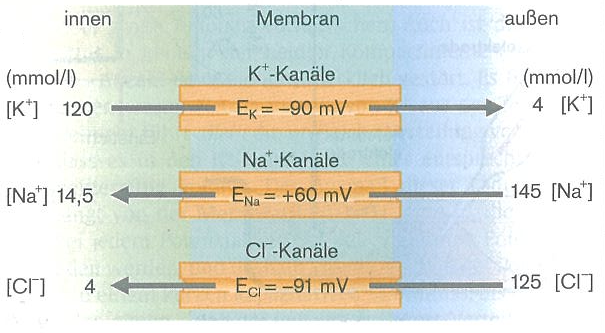 innen Membran außen
(mmol/l) K⁺-Kanäle (mmol/l)
[K⁺] 120 E_K = –90 mV 4 [K⁺]
Na⁺-Kanäle
[Na⁺] 14,5 E_Na = +60 mV 145 [Na⁺]
Cl⁻-Kanäle
[Cl⁻] 4 E_Cl = –91 mV 125 [Cl⁻]